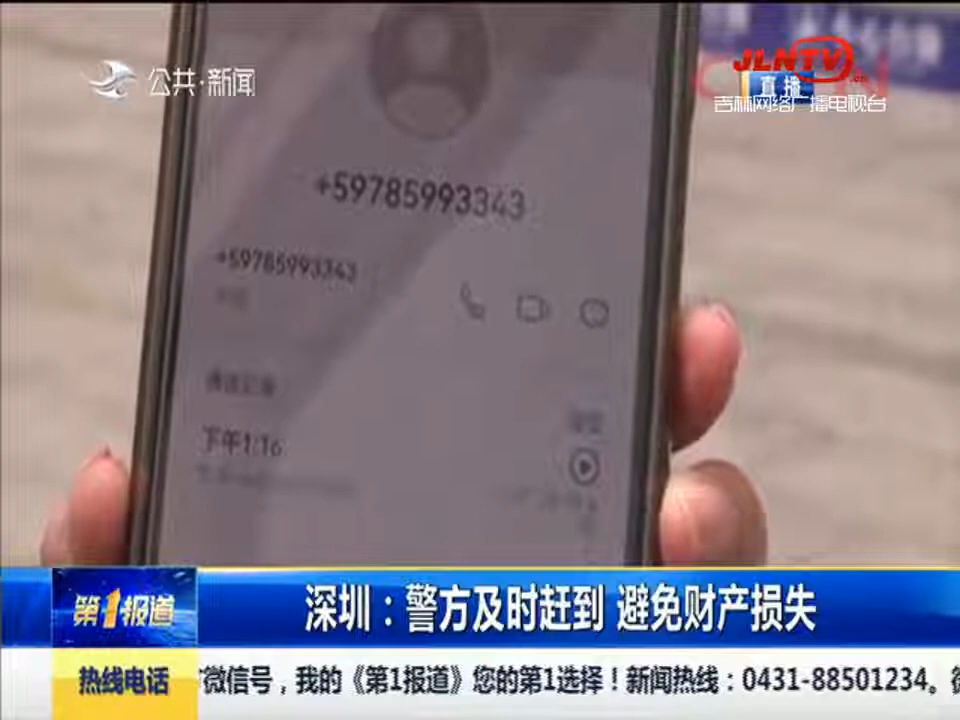 公共·新闻
JLNTV
直播
吉林网络广播电视台
+59785993343
+59785993343
下午1:16
深圳：警方及时赶到 避免财产损失
第1报道
热线电话
微信号，我的《第1报道》您的第1选择！新闻热线：0431-88501234。